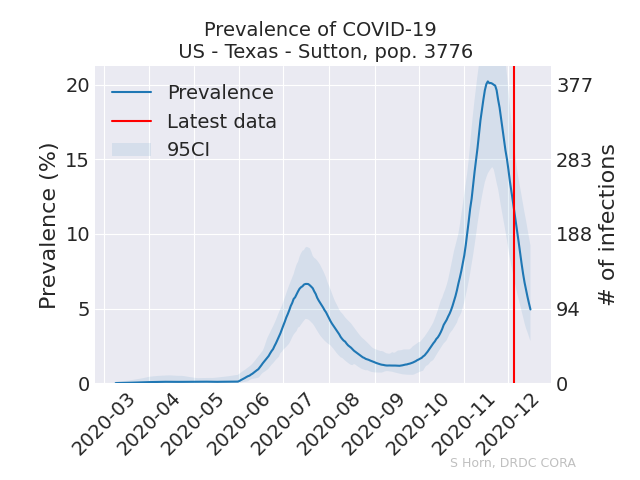 Prevalence of COVID-19
US - Texas - Sutton, pop. 3776
Prevalence
Latest data
95CI
Prevalence (%)
20
15
10
5
0
377
283
188
94
0
# of infections
2020-03
2020-04
2020-05
2020-06
2020-07
2020-08
2020-09
2020-10
2020-11
2020-12
S Horn, DRDC CORA